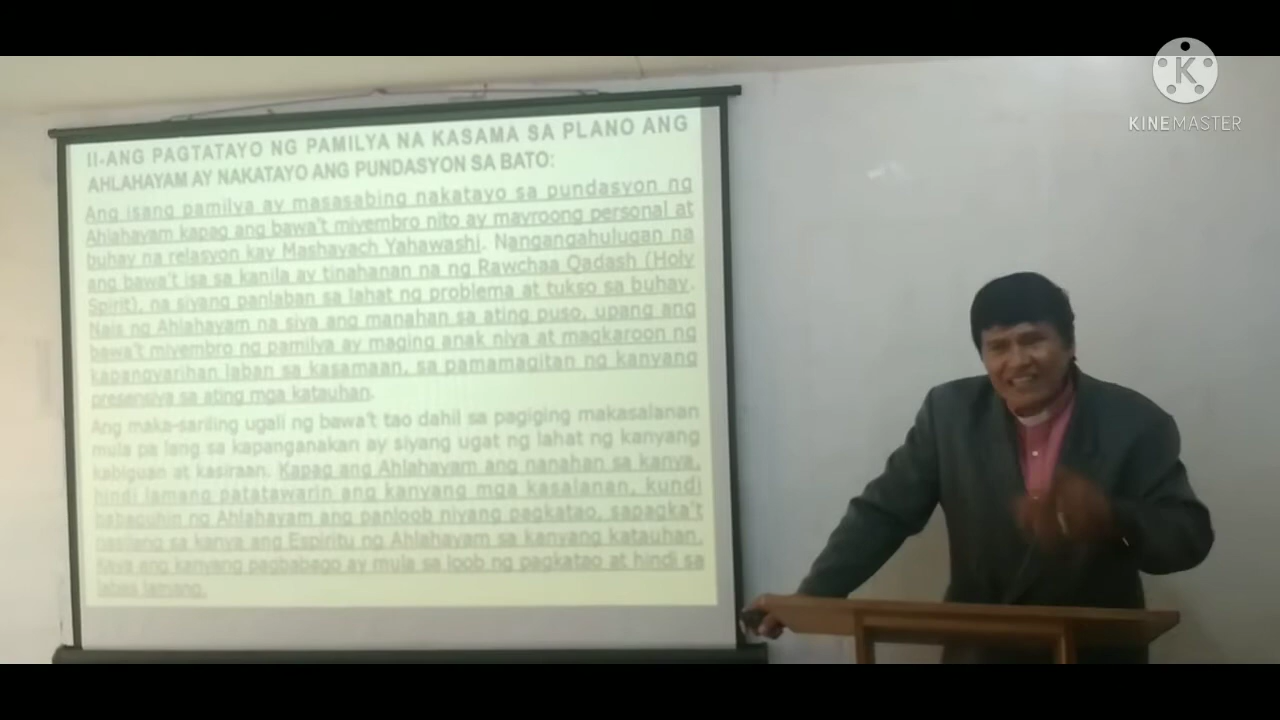 II-ANG PAGTATAYO NG PAMILYA NA KASAMA SA PLANO ANG
AHLAHAYAM AY NAKATAYO ANG PUNDASYON SA BATO:
Ang isang pamilya ay masasabing nakatayo sa pundasyon ng
Ahlahayam kapag ang bawa't miyembro nito ay mayroong personal at
buhay na relasyon kay Mashayach Yahawashi. Nangangahulugan na
ang bawa't isa sa kanila ay tinahanan na ng Rawchaa Qadash (Holy
Spirit), na siyang panlaban sa lahat ng problema at tukso sa buhay.
Nais ng Ahlahayam na siya ang manahan sa ating puso, upang ang
bawa't miyembro ng pamilya ay maging anak niya at magkaroon ng
kapangyarihan laban sa kasamaan, sa pamamagitan ng kanyang
presensiya sa ating mga katauhan.
Ang maka-sariling ugali ng bawa't tao dahil sa pagiging makasalanan
mula pa lang sa kapanganakan ay siyang ugat ng lahat ng kanyang
kabiguan at kasiraan. Kapag ang Ahlahayam ang nanahan sa kanya,
hindi lamang patatawarin ang kanyang mga kasalanan, kundi
babaguhin ng Ahlahayam ang panloob niyang pagkatao, sapagka't
nasa kanya ang Espiritu ng Ahlahayam sa kanyang katauhan.
Kaya ang kanyang pagbabago ay mula sa loob ng pagkatao at hindi sa
labas lamang.
K
KINEMASTER